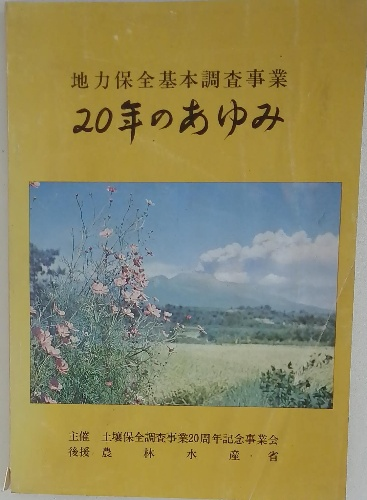 地力保全基本調査事業
20年のあゆみ
主催 土壌保全調査事業20周年記念事業会
後援 農林水産省